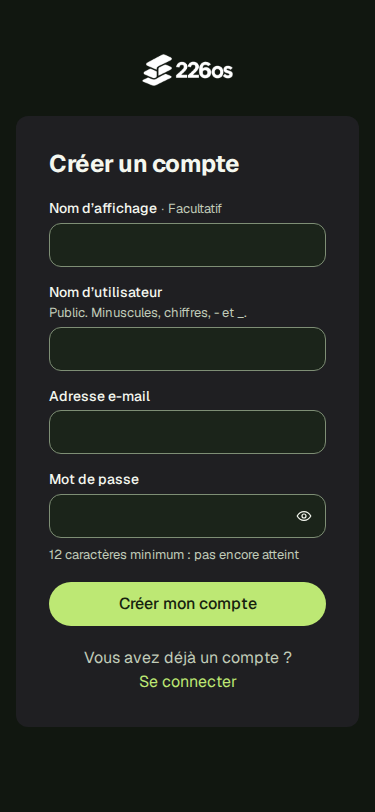 226os
Créer un compte
Nom d’affichage · Facultatif
Nom d’utilisateur
Public. Minuscules, chiffres, - et _.
Adresse e-mail
Mot de passe
12 caractères minimum : pas encore atteint
Créer mon compte
Vous avez déjà un compte ?
Se connecter